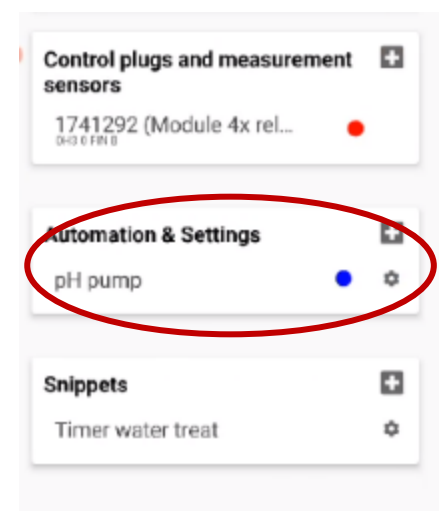 Control plugs and measurement
sensors
1741292 (Module 4x rel...
Automation & Settings
pH pump
Snippets
Timer water treat